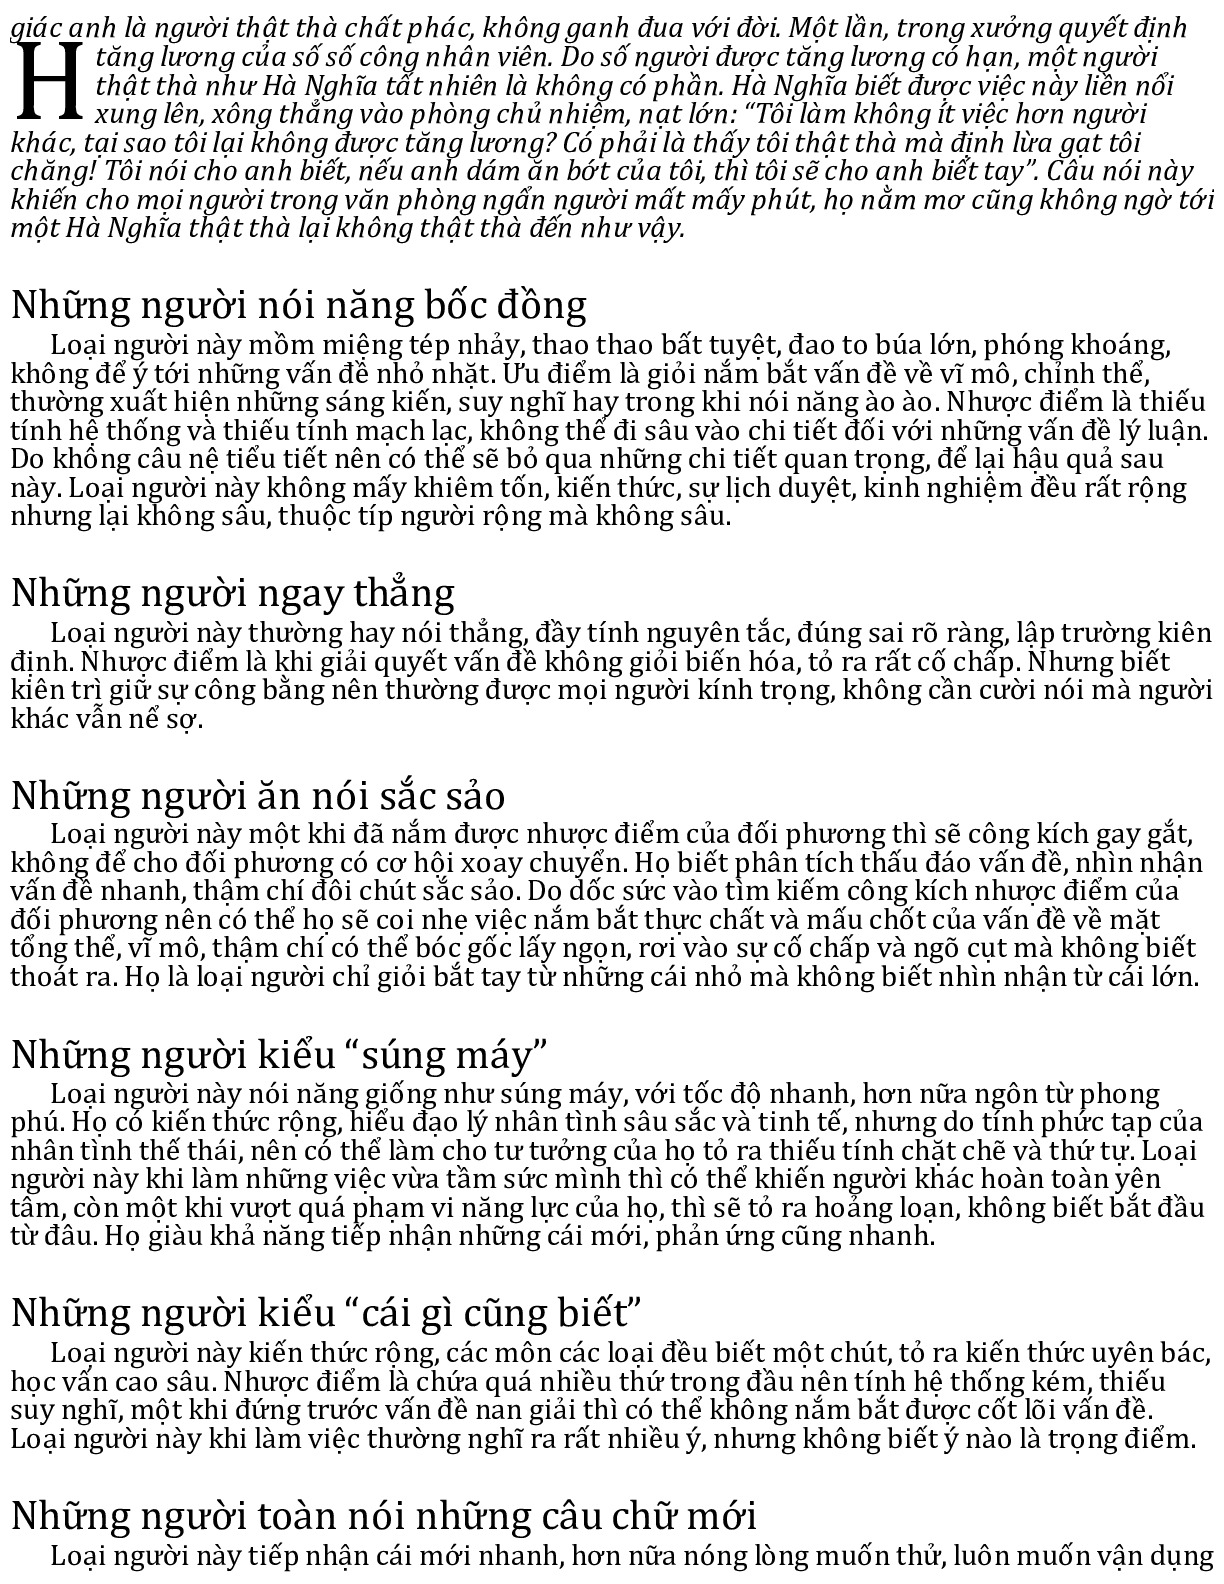 giác anh là người thật thà chất phác, không ganh đua với đời. Một lần, trong xưởng quyết định
H tăng lương của số số công nhân viên. Do số người được tăng lương có hạn, một người
thật thà như Hà Nghĩa tất nhiên là không có phần. Hà Nghĩa biết được việc này liền nổi
xung lên, xông thẳng vào phòng chủ nhiệm, nạt lớn: “Tôi làm không ít việc hơn người
khác, tại sao tôi lại không được tăng lương? Có phải là thấy tôi thật thà mà định lừa gạt tôi
chăng! Tôi nói cho anh biết, nếu anh dám ăn bớt của tôi, thì tôi sẽ cho anh biết tay”. Câu nói này
khiến cho mọi người trong văn phòng ngẩn người mất mấy phút, họ nằm mơ cũng không ngờ tới
một Hà Nghĩa thật thà lại không thật thà đến như vậy.
Những người nói năng bốc đồng
Loại người này mồm miệng tép nhảy, thao thao bất tuyệt, đao to búa lớn, phóng khoáng,
không để ý tới những vấn đề nhỏ nhặt. Ưu điểm là giỏi nắm bắt vấn đề về vĩ mô, chỉnh thể,
thường xuất hiện những sáng kiến, suy nghĩ hay trong khi nói năng ào ào. Nhược điểm là thiếu
tính hệ thống và thiếu tính mạch lạc, không thể đi sâu vào chi tiết đối với những vấn đề lý luận.
Do không câu nệ tiểu tiết nên có thể sẽ bỏ qua những chi tiết quan trọng, để lại hậu quả sau
này. Loại người này không mấy khiêm tốn, kiến thức, sự lịch duyệt, kinh nghiệm đều rất rộng
nhưng lại không sâu, thuộc típ người rộng mà không sâu.
Những người ngay thẳng
Loại người này thường hay nói thẳng, đầy tính nguyên tắc, đúng sai rõ ràng, lập trường kiên
định. Nhược điểm là khi giải quyết vấn đề không giỏi biến hóa, tỏ ra rất cố chấp. Nhưng biết
kiên trì giữ sự công bằng nên thường được mọi người kính trọng, không cần cười nói mà người
khác vẫn nể sợ.
Những người ăn nói sắc sảo
Loại người này một khi đã nắm được nhược điểm của đối phương thì sẽ công kích gay gắt,
không để cho đối phương có cơ hội xoay chuyển. Họ biết phân tích thấu đáo vấn đề, nhìn nhận
vấn đề nhanh, thậm chí đôi chút sắc sảo. Do dốc sức vào tìm kiếm công kích nhược điểm của
đối phương nên có thể họ sẽ coi nhẹ việc nắm bắt thực chất và mấu chốt của vấn đề về mặt
tổng thể, vĩ mô, thậm chí có thể bóc gốc lấy ngọn, rơi vào sự cố chấp và ngõ cụt mà không biết
thoát ra. Họ là loại người chỉ giỏi bắt tay từ những cái nhỏ mà không biết nhìn nhận từ cái lớn.
Những người kiểu “súng máy”
Loại người này nói năng giống như súng máy, với tốc độ nhanh, hơn nữa ngôn từ phong
phú. Họ có kiến thức rộng, hiểu đạo lý nhân tình sâu sắc và tinh tế, nhưng do tính phức tạp của
nhân tình thế thái, nên có thể làm cho tư tưởng của họ tỏ ra thiếu tính chặt chẽ và thứ tự. Loại
người này khi làm những việc vừa tầm sức mình thì có thể khiến người khác hoàn toàn yên
tâm, còn một khi vượt quá phạm vi năng lực của họ, thì sẽ tỏ ra hoảng loạn, không biết bắt đầu
từ đâu. Họ giàu khả năng tiếp nhận những cái mới, phản ứng cũng nhanh.
Những người kiểu “cái gì cũng biết”
Loại người này kiến thức rộng, các môn các loại đều biết một chút, tỏ ra kiến thức uyên bác,
học vấn cao sâu. Nhược điểm là chứa quá nhiều thứ trong đầu nên tính hệ thống kém, thiếu
suy nghĩ, một khi đứng trước vấn đề nan giải thì có thể không nắm bắt được cốt lõi vấn đề.
Loại người này khi làm việc thường nghĩ ra rất nhiều ý, nhưng không biết ý nào là trọng điểm.
Những người toàn nói những câu chữ mới
Loại người này tiếp nhận cái mới nhanh, hơn nữa nóng lòng muốn thử, luôn muốn vận dụng